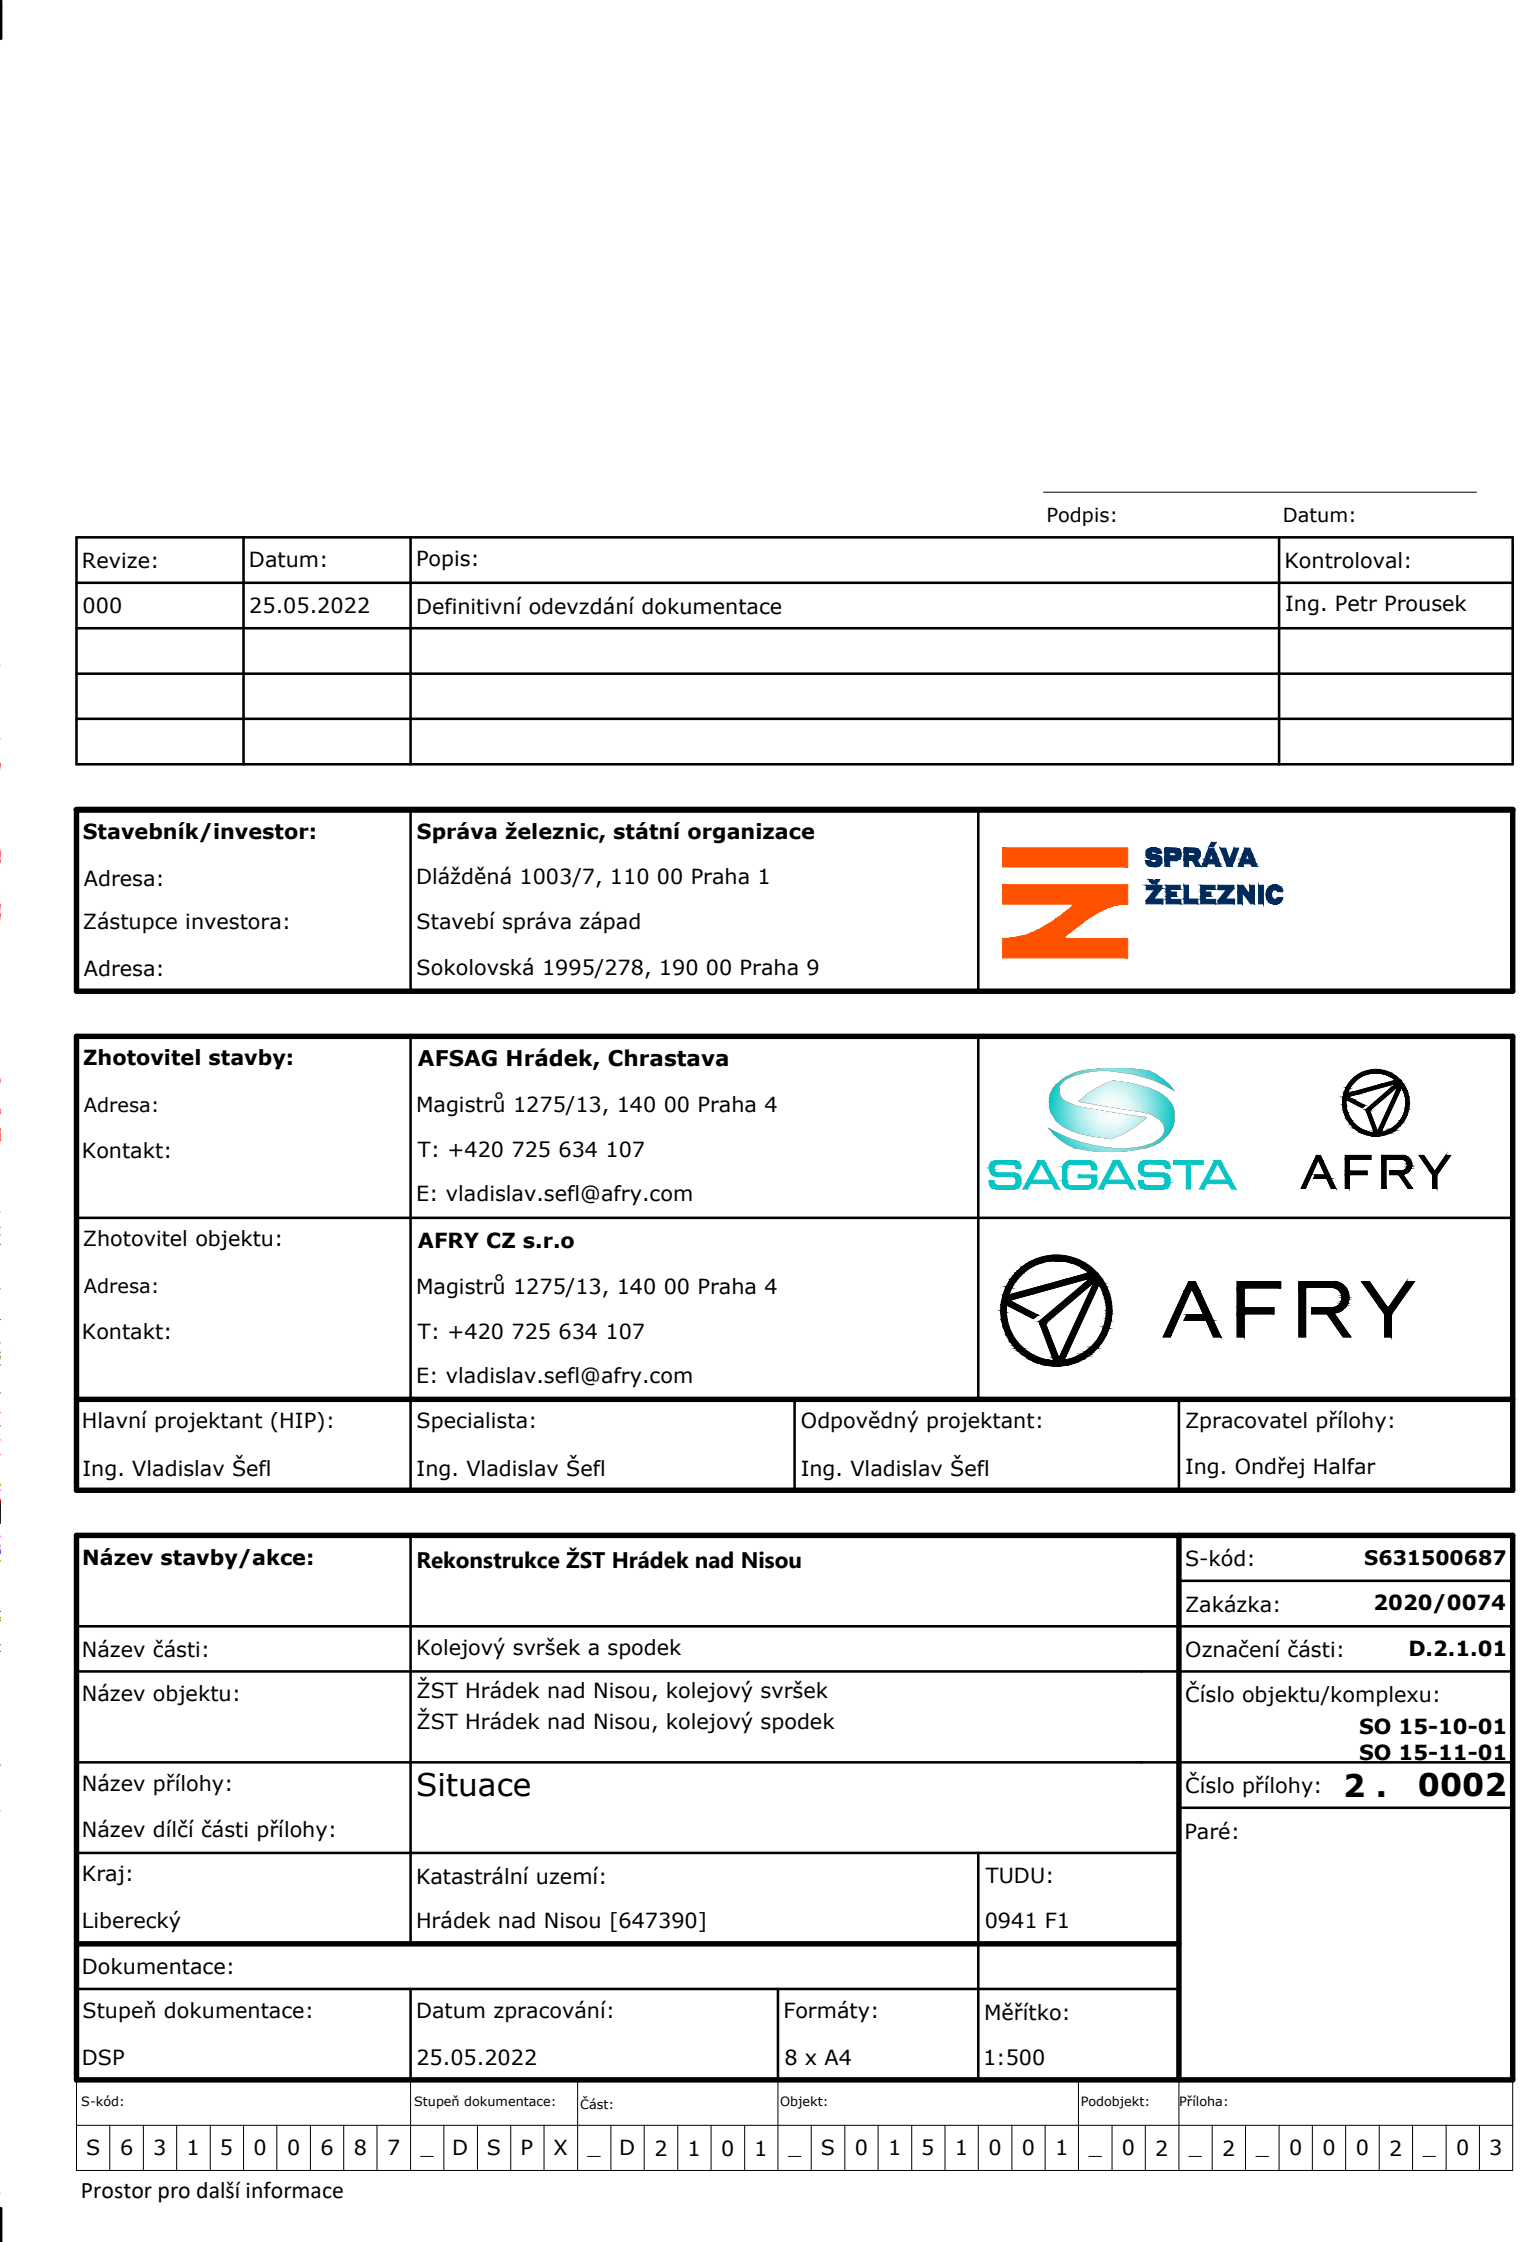 Podpis: Datum:
Revize: Datum: Popis: Kontroloval:
000 25.05.2022 Definitivní odevzdání dokumentace Ing. Petr Prousek
Stavebník/investor: Správa železnic, státní organizace
Adresa: Dlážděná 1003/7, 110 00 Praha 1
Zástupce investora: Stavebí správa západ
Adresa: Sokolovská 1995/278, 190 00 Praha 9
SPRÁVA
ŽELEZNIC
Zhotovitel stavby: AFSAG Hrádek, Chrastava
Adresa: Magistrů 1275/13, 140 00 Praha 4
Kontakt: T: +420 725 634 107
E: vladislav.sefl@afry.com
SAGASTA AFRY
Zhotovitel objektu: AFRY CZ s.r.o
Adresa: Magistrů 1275/13, 140 00 Praha 4
Kontakt: T: +420 725 634 107
E: vladislav.sefl@afry.com
AFRY
Hlavní projektant (HIP): Specialista: Odpovědný projektant: Zpracovatel přílohy:
Ing. Vladislav Šefl Ing. Vladislav Šefl Ing. Vladislav Šefl Ing. Ondřej Halfar
Název stavby/akce: Rekonstrukce ŽST Hrádek nad Nisou S-kód: S631500687
Zakázka: 2020/0074
Název části: Kolejový svršek a spodek Označení části: D.2.1.01
Název objektu: ŽST Hrádek nad Nisou, kolejový svršek Číslo objektu/komplexu:
ŽST Hrádek nad Nisou, kolejový spodek SO 15-10-01
SO 15-11-01
Název přílohy: Situace Číslo přílohy: 2 . 0002
Název dílčí části přílohy: Paré:
Kraj: Katastrální uzemí: TUDU:
Liberecký Hrádek nad Nisou [647390] 0941 F1
Dokumentace:
Stupeň dokumentace: Datum zpracování: Formáty: Měřítko:
DSP 25.05.2022 8 x A4 1:500
S-kód: Stupeň dokumentace: Část: Objekt: Podobjekt: Příloha:
S 6 3 1 5 0 0 6 8 7 _ D S P X _ D 2 1 0 1 _ S 0 1 5 1 0 0 1 _ 0 2 _ 2 _ 0 0 0 2 _ 0 3
Prostor pro další informace